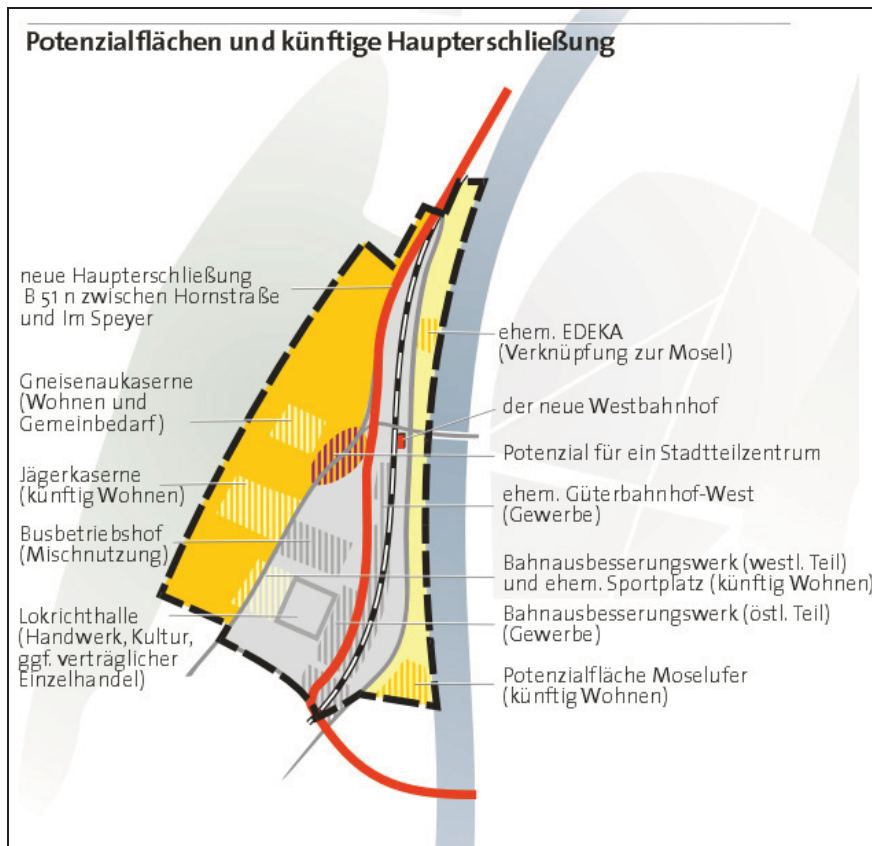 Potenzialflächen und künftige Haupterschließung
neue Haupterschließung
B 51 n zwischen Hornstraße
und Im Speyer
Gneisenaukaserne
(Wohnen und
Gemeinbedarf)
Jägerkaserne
(künftig Wohnen)
Busbetriebshof
(Mischnutzung)
Lokrichthalle
(Handwerk, Kultur,
ggf. verträglicher
Einzelhandel)
ehem. EDEKA
(Verknüpfung zur Mosel)
der neue Westbahnhof
Potenzial für ein Stadtteilzentrum
ehem. Güterbahnhof-West
(Gewerbe)
Bahnausbesserungswerk (westl. Teil)
und ehem. Sportplatz (künftig Wohnen)
Bahnausbesserungswerk (östl. Teil)
(Gewerbe)
Potenzialfläche Moselufer
(künftig Wohnen)